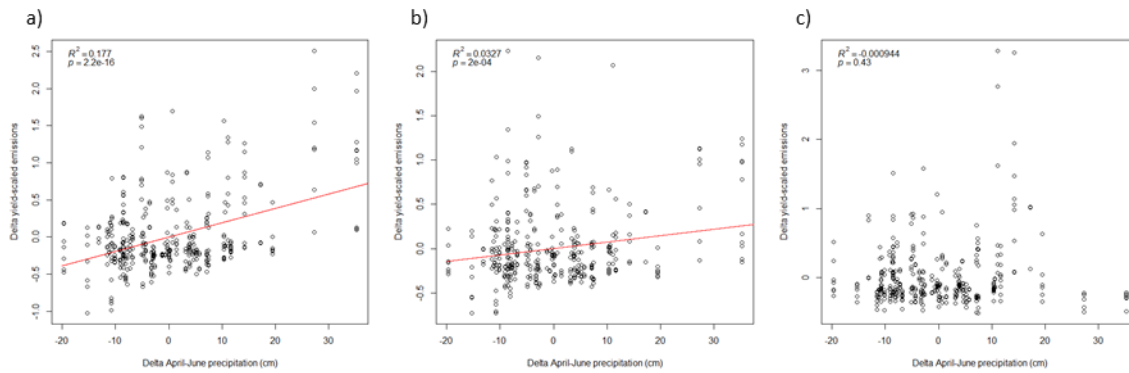 a)
R² = 0.177
p = 2.2e-16
2.5
2.0
1.5
1.0
0.5
0.0
-0.5
-1.0
Delta yield-scaled emissions
-20 -10 0 10 20 30
Delta April-June precipitation (cm)
b)
R² = 0.0327
p = 2e-04
2.0
1.5
1.0
0.5
0.0
-0.5
Delta yield-scaled emissions
-20 -10 0 10 20 30
Delta April-June precipitation (cm)
c)
R² = -0.000944
p = 0.43
3
2
1
0
Delta yield-scaled emissions
-20 -10 0 10 20 30
Delta April-June precipitation (cm)